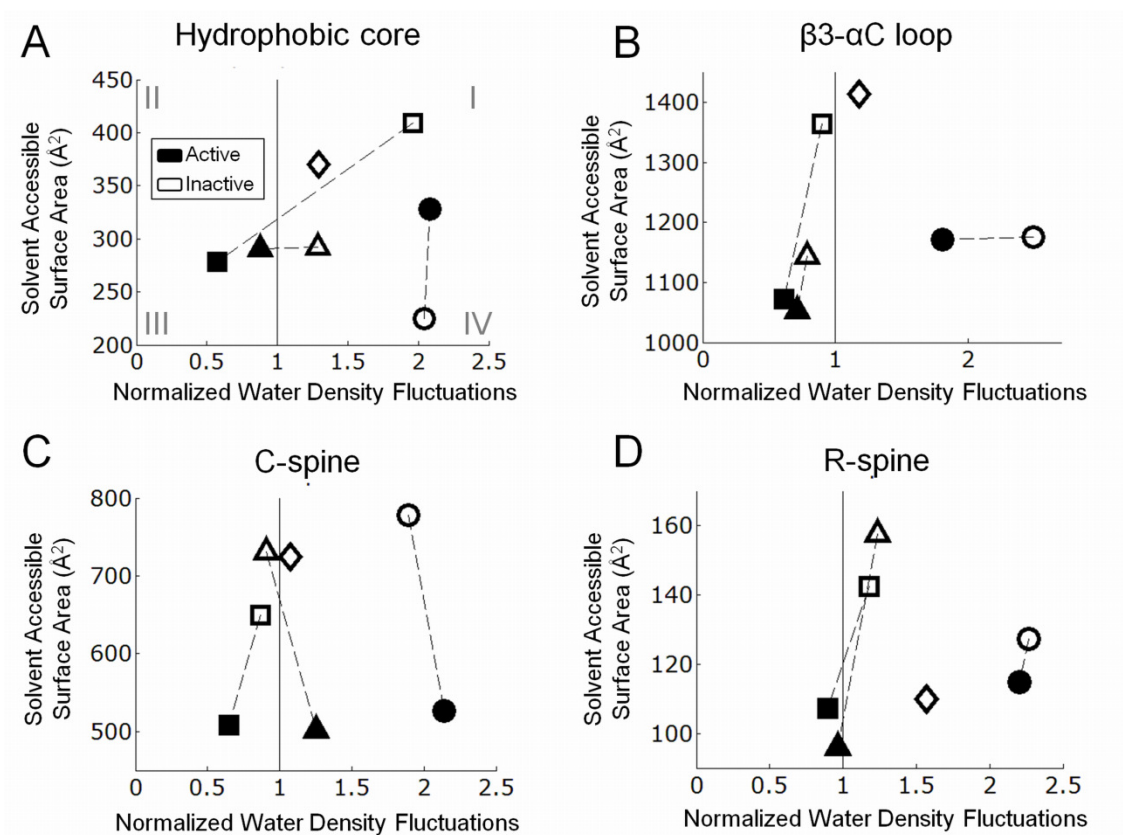 A
Hydrophobic core
Solvent Accessible
Surface Area (Å²)
450
400
350
300
250
200
II
I
III
IV
Active
Inactive
0
0.5
1
1.5
2
2.5
Normalized Water Density Fluctuations
B
β3-αC loop
Solvent Accessible
Surface Area (Å²)
1400
1300
1200
1100
1000
0
1
2
Normalized Water Density Fluctuations
C
C-spine
Solvent Accessible
Surface Area (Å²)
800
700
600
500
0
0.5
1
1.5
2
2.5
Normalized Water Density Fluctuations
D
R-spine
Solvent Accessible
Surface Area (Å²)
160
140
120
100
0
0.5
1
1.5
2
2.5
Normalized Water Density Fluctuations